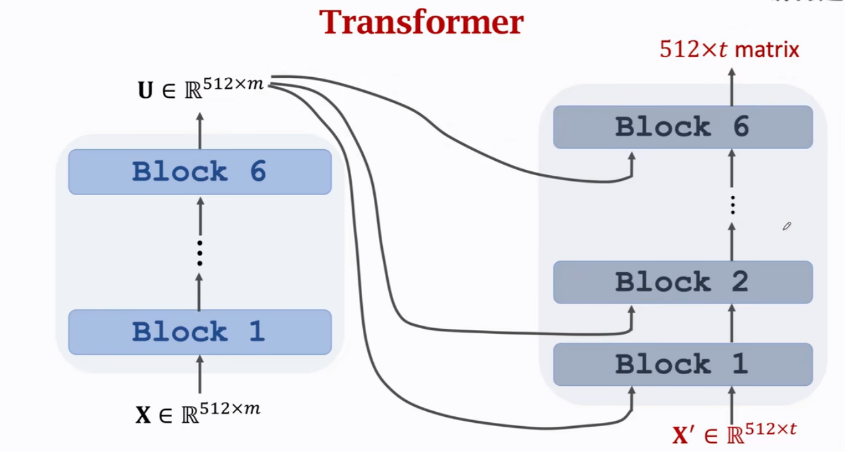 Transformer
512×t matrix
U ∈ ℝ^512×m
Block 6
⋮
Block 1
X ∈ ℝ^512×m
Block 6
⋮
Block 2
Block 1
X′ ∈ ℝ^512×t